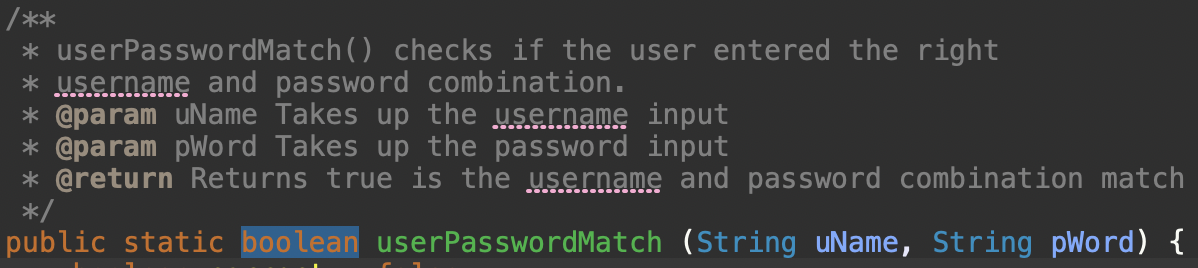 /**
* userPasswordMatch() checks if the user entered the right
* username and password combination.
* @param uName Takes up the username input
* @param pWord Takes up the password input
* @return Returns true is the username and password combination match
*/
public static boolean userPasswordMatch (String uName, String pWord) {